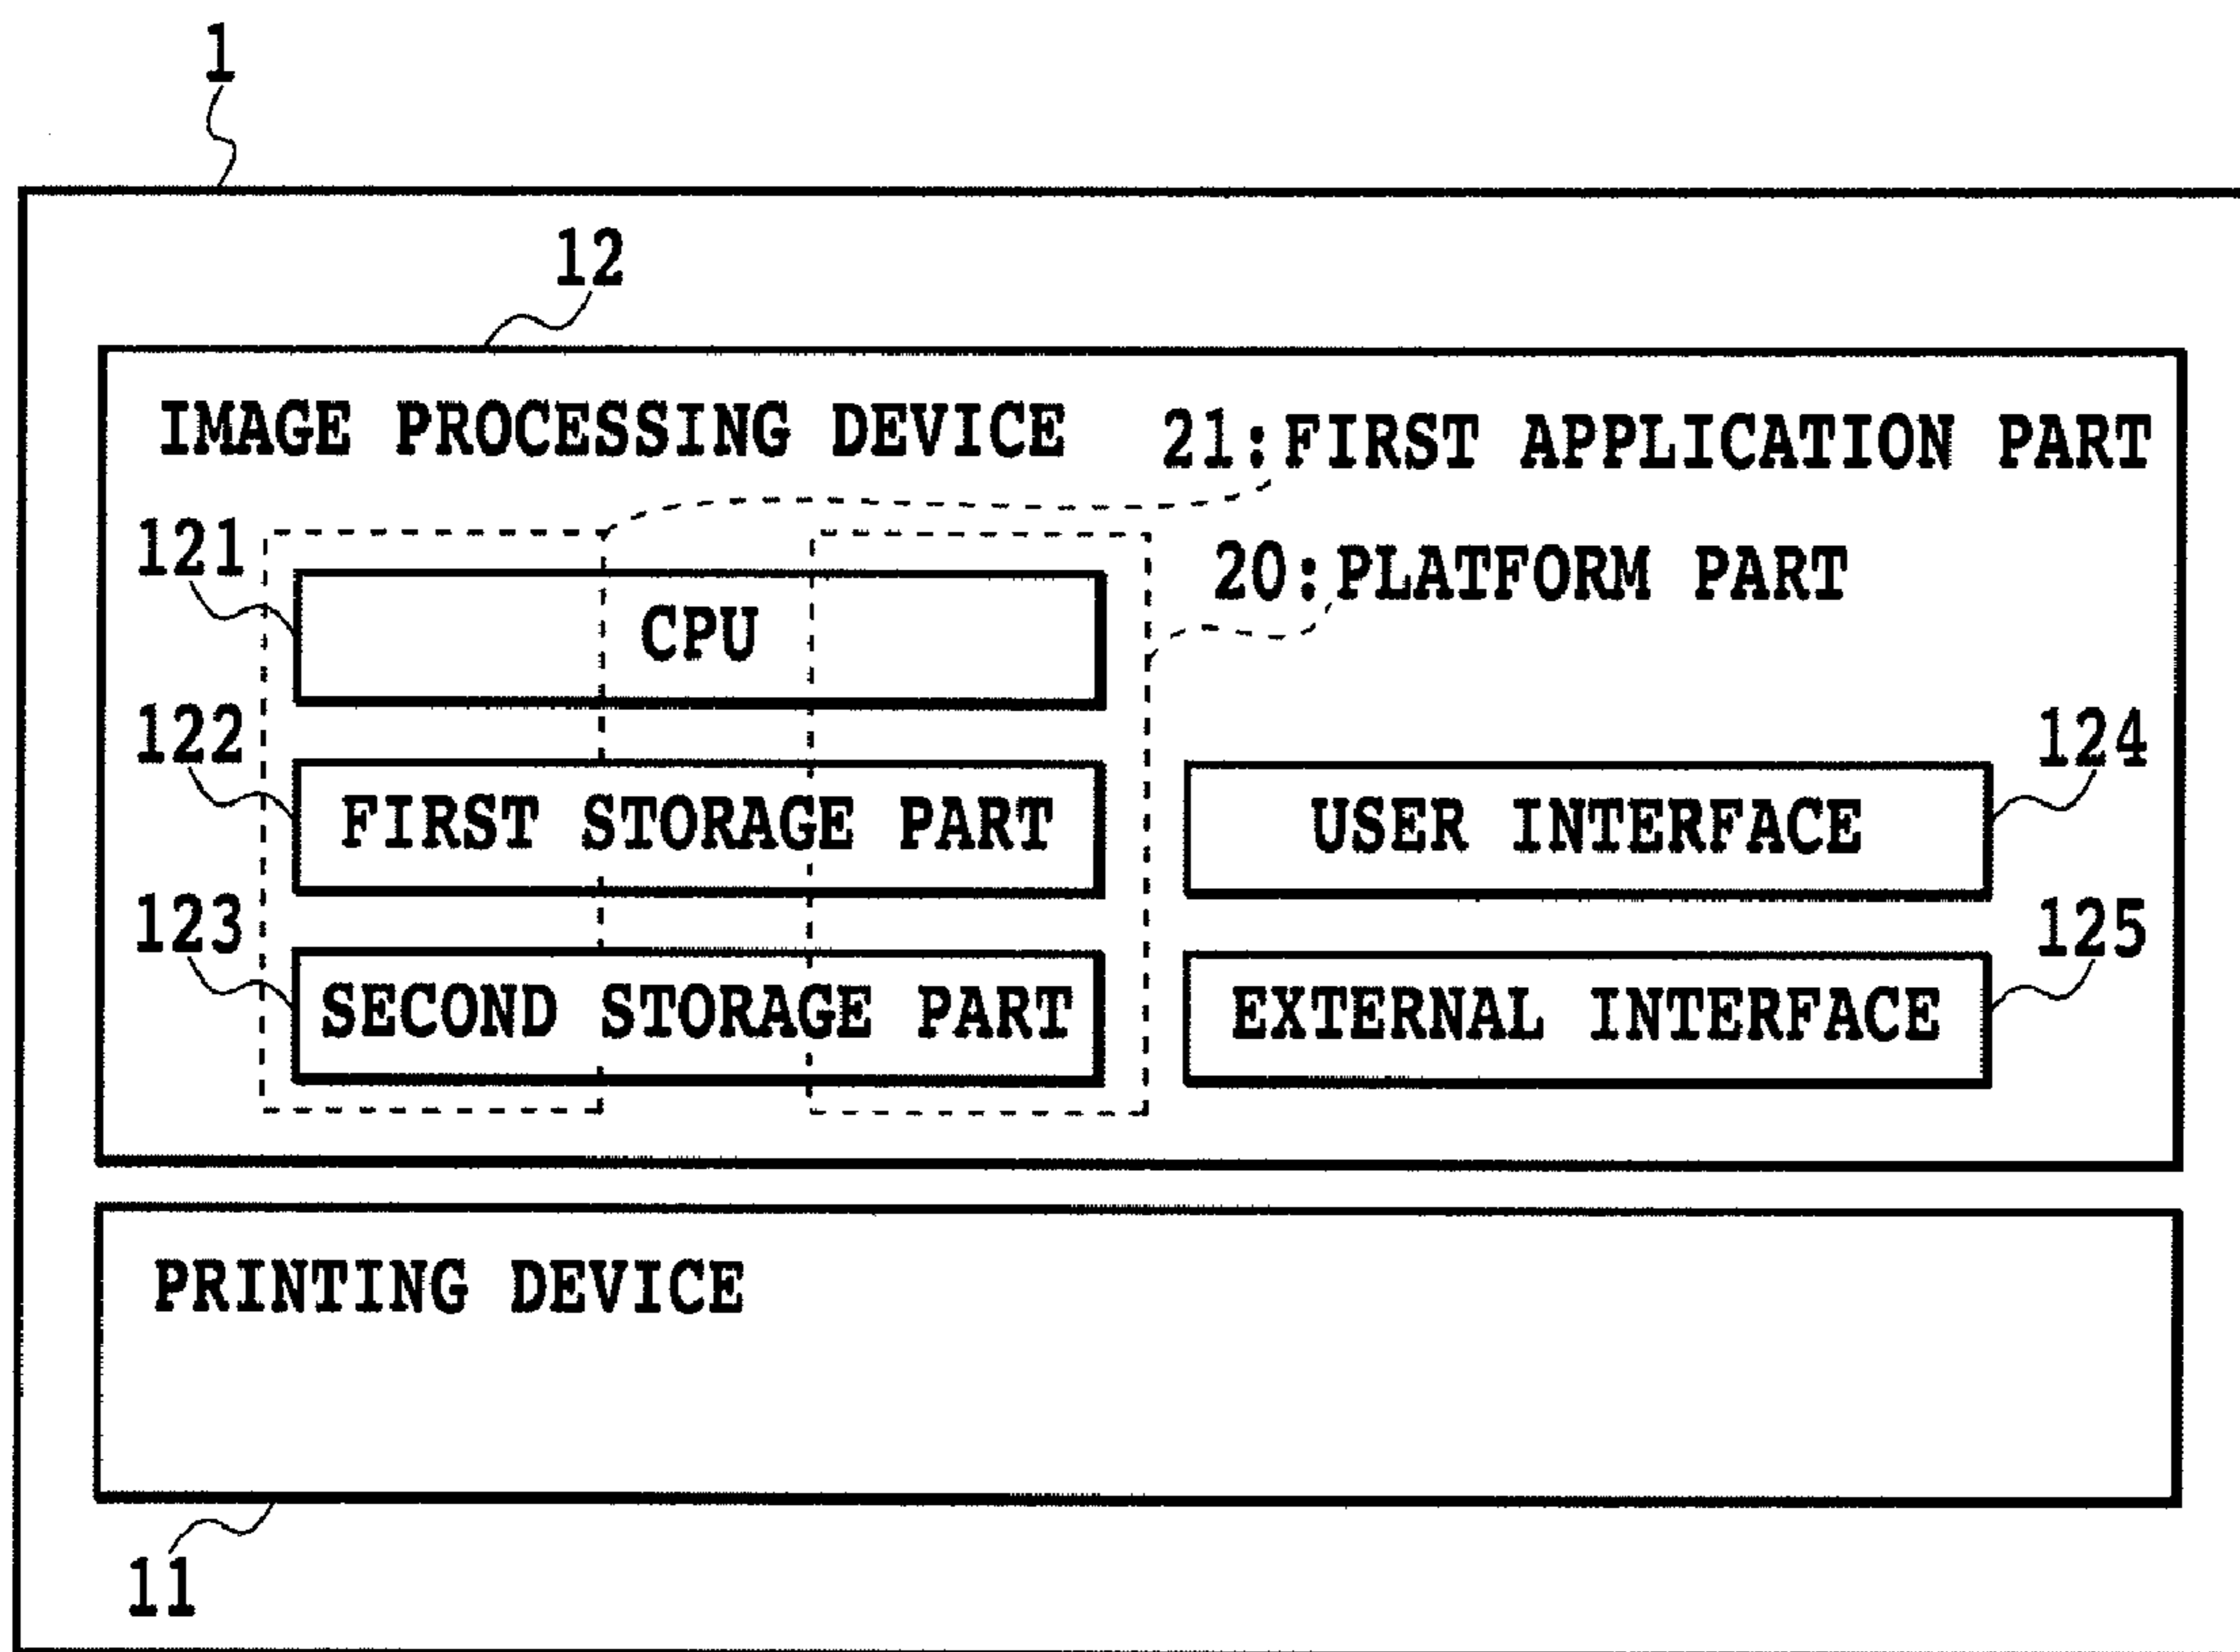 1
12
IMAGE PROCESSING DEVICE
21:FIRST APPLICATION PART
121
20:PLATFORM PART
CPU
122
FIRST STORAGE PART
124
USER INTERFACE
123
SECOND STORAGE PART
125
EXTERNAL INTERFACE
PRINTING DEVICE
11